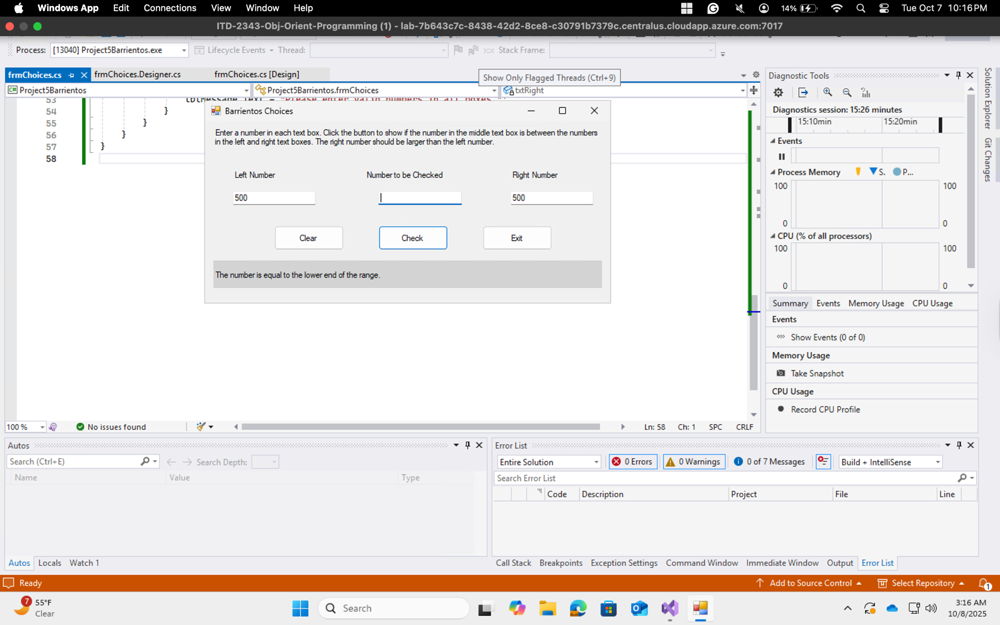 Windows App Edit Connections View Window Help 14% Tue Oct 7 10:16 PM
ITD-2343-Obj-Orient-Programming (1) - lab-7b643c7c-8438-42d2-8ce8-c30791b7379c.centralus.cloudapp.azure.com:7017
Process: [13040] Project5Barrientos.exe Lifecycle Events Thread: Stack Frame:
frmChoices.cs frmChoices.Designer.cs frmChoices.cs [Design]
Show Only Flagged Threads (Ctrl+9)
C# Project5Barrientos Project5Barrientos.frmChoices txtRight
53 lblMessage.Text = "Please enter valid numbers in all boxes.";
54 }
55 }
56 }
57 }
58
Barrientos Choices
Enter a number in each text box. Click the button to show if the number in the middle text box is between the numbers
in the left and right text boxes. The right number should be larger than the left number.
Left Number Number to be Checked Right Number
500 500
Clear Check Exit
The number is equal to the lower end of the range.
100 % No issues found Ln: 58 Ch: 1 SPC CRLF
Diagnostic Tools
Diagnostics session: 15:26 minutes
15:10min 15:20min
Events
Process Memory S. P...
100 100
0 0
CPU (% of all processors)
100 100
0 0
Summary Events Memory Usage CPU Usage
Events
Show Events (0 of 0)
Memory Usage
Take Snapshot
CPU Usage
Record CPU Profile
Solution Explorer
Git Changes
Autos
Search (Ctrl+E) Search Depth:
Name Value Type
Autos Locals Watch 1
Error List
Entire Solution 0 Errors 0 Warnings 0 of 7 Messages Build + IntelliSense
Search Error List
Code Description Project File Line
Call Stack Breakpoints Exception Settings Command Window Immediate Window Output Error List
Ready Add to Source Control Select Repository 1
7 55°F
Clear
Search
3:16 AM
10/8/2025